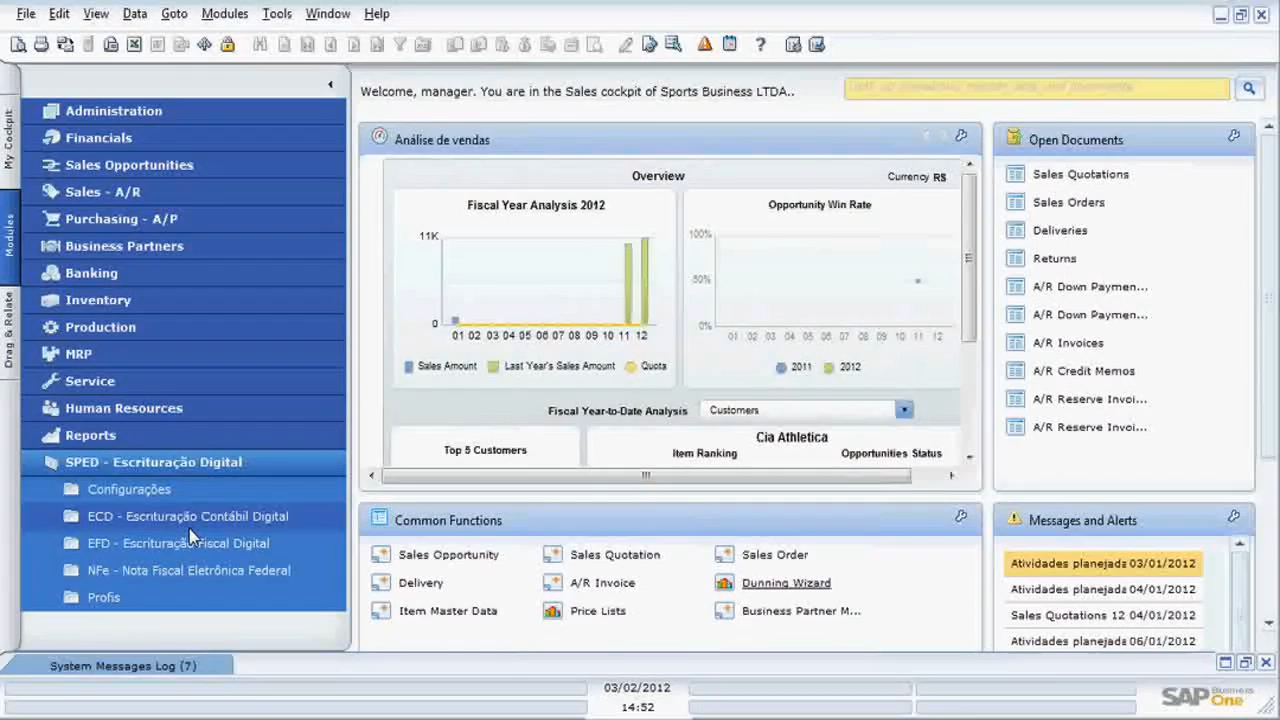 File Edit View Data Goto Modules Tools Window Help
My Cockpit
Modules
Drag & Relate
Administration
Financials
Sales Opportunities
Sales - A/R
Purchasing - A/P
Business Partners
Banking
Inventory
Production
MRP
Service
Human Resources
Reports
SPED - Escrituração Digital
Configurações
ECD - Escrituração Contábil Digital
EFD - Escrituração Fiscal Digital
NFe - Nota Fiscal Eletrônica Federal
Profis
Welcome, manager. You are in the Sales cockpit of Sports Business LTDA..
Análise de vendas
Overview
Currency R$
Fiscal Year Analysis 2012
11K
0
01 02 03 04 05 06 07 08 09 10 11 12
Sales Amount Last Year's Sales Amount Quota
Opportunity Win Rate
100%
50%
0%
01 02 03 04 05 06 07 08 09 10 11 12
2011 2012
Fiscal Year-to-Date Analysis Customers
Top 5 Customers
Cia Athletica
Item Ranking Opportunities Status
Open Documents
Sales Quotations
Sales Orders
Deliveries
Returns
A/R Down Paymen...
A/R Down Paymen...
A/R Invoices
A/R Credit Memos
A/R Reserve Invoi...
A/R Reserve Invoi...
Common Functions
Sales Opportunity Sales Quotation Sales Order
Delivery A/R Invoice Dunning Wizard
Item Master Data Price Lists Business Partner M...
Messages and Alerts
Atividades planejada 03/01/2012
Atividades planejada 04/01/2012
Sales Quotations 12 04/01/2012
Atividades planejada 06/01/2012
System Messages Log (7)
03/02/2012
14:52
SAP Business One